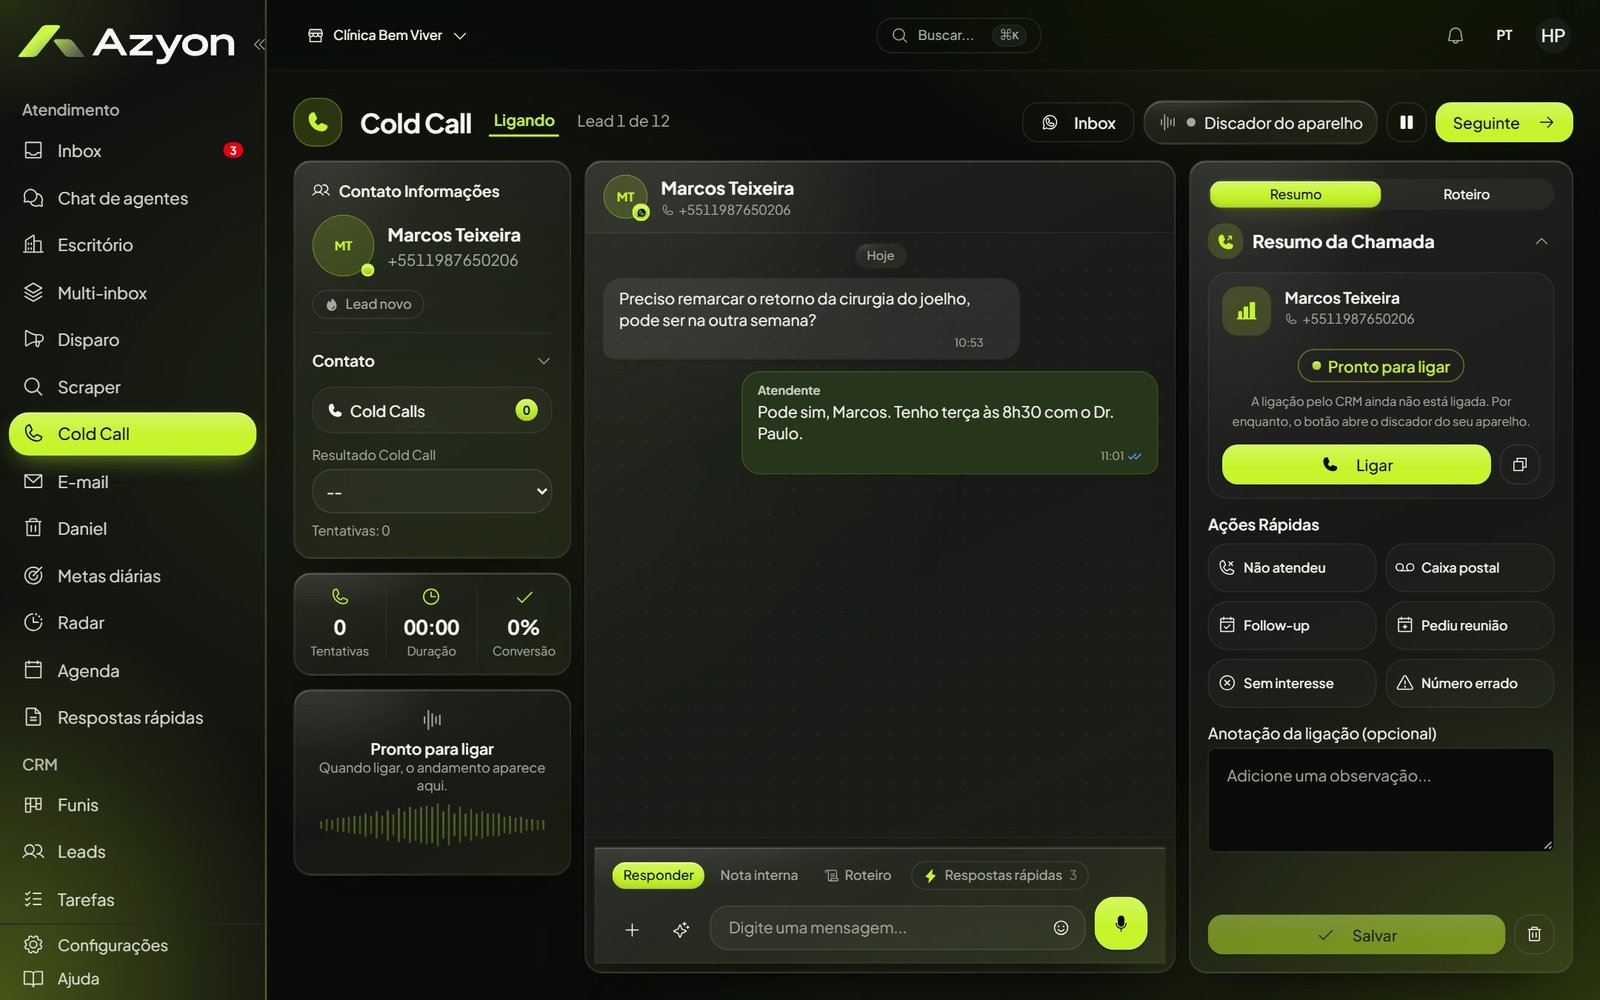 Azyon
Atendimento
Inbox
3
Chat de agentes
Escritório
Multi-inbox
Disparo
Scraper
Cold Call
E-mail
Daniel
Metas diárias
Radar
Agenda
Respostas rápidas
CRM
Funis
Leads
Tarefas
Configurações
Ajuda
Clínica Bem Viver
Buscar...
⌘K
PT
HP
Cold Call
Ligando
Lead 1 de 12
Inbox
Discador do aparelho
Seguinte
Contato Informações
MT
Marcos Teixeira
+5511987650206
Lead novo
Contato
Cold Calls
0
Resultado Cold Call
--
Tentativas: 0
0
Tentativas
00:00
Duração
0%
Conversão
Pronto para ligar
Quando ligar, o andamento aparece
aqui.
MT
Marcos Teixeira
+5511987650206
Hoje
Preciso remarcar o retorno da cirurgia do joelho,
pode ser na outra semana?
10:53
Atendente
Pode sim, Marcos. Tenho terça às 8h30 com o Dr.
Paulo.
11:01
Responder
Nota interna
Roteiro
Respostas rápidas 3
Digite uma mensagem...
Resumo
Roteiro
Resumo da Chamada
Marcos Teixeira
+5511987650206
Pronto para ligar
A ligação pelo CRM ainda não está ligada. Por
enquanto, o botão abre o discador do seu aparelho.
Ligar
Ações Rápidas
Não atendeu
Caixa postal
Follow-up
Pediu reunião
Sem interesse
Número errado
Anotação da ligação (opcional)
Adicione uma observação...
Salvar